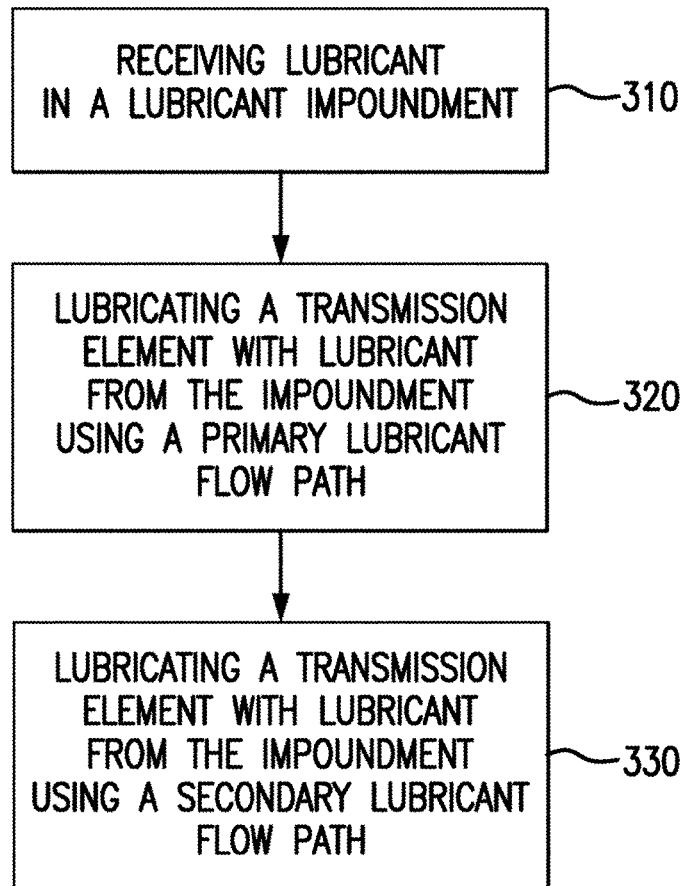 RECEIVING LUBRICANT
IN A LUBRICANT IMPOUNDMENT
310
LUBRICATING A TRANSMISSION
ELEMENT WITH LUBRICANT
FROM THE IMPOUNDMENT
USING A PRIMARY LUBRICANT
FLOW PATH
320
LUBRICATING A TRANSMISSION
ELEMENT WITH LUBRICANT
FROM THE IMPOUNDMENT
USING A SECONDARY LUBRICANT
FLOW PATH
330